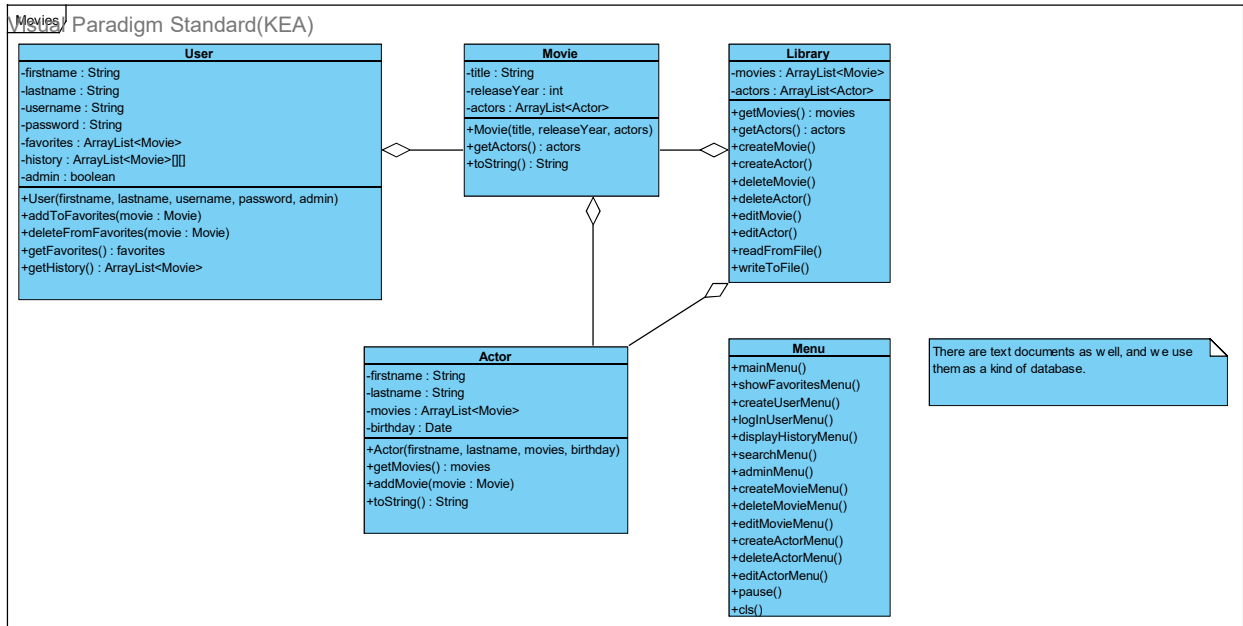 Movies
Visual Paradigm Standard(KEA)
User
-firstname : String
-lastname : String
-username : String
-password : String
-favorites : ArrayList<Movie>
-history : ArrayList<Movie>[][]
-admin : boolean
+User(firstname, lastname, username, password, admin)
+addToFavorites(movie : Movie)
+deleteFromFavorites(movie : Movie)
+getFavorites() : favorites
+getHistory() : ArrayList<Movie>
Movie
-title : String
-releaseYear : int
-actors : ArrayList<Actor>
+Movie(title, releaseYear, actors)
+getActors() : actors
+toString() : String
Library
-movies : ArrayList<Movie>
-actors : ArrayList<Actor>
+getMovies() : movies
+getActors() : actors
+createMovie()
+createActor()
+deleteMovie()
+deleteActor()
+editMovie()
+editActor()
+readFromFile()
+writeToFile()
Actor
-firstname : String
-lastname : String
-movies : ArrayList<Movie>
-birthday : Date
+Actor(firstname, lastname, movies, birthday)
+getMovies() : movies
+addMovie(movie : Movie)
+toString() : String
Menu
+mainMenu()
+showFavoritesMenu()
+createUserMenu()
+logInUserMenu()
+displayHistoryMenu()
+searchMenu()
+adminMenu()
+createMovieMenu()
+deleteMovieMenu()
+editMovieMenu()
+createActorMenu()
+deleteActorMenu()
+editActorMenu()
+pause()
+cls()
There are text documents as well, and we use
them as a kind of database.